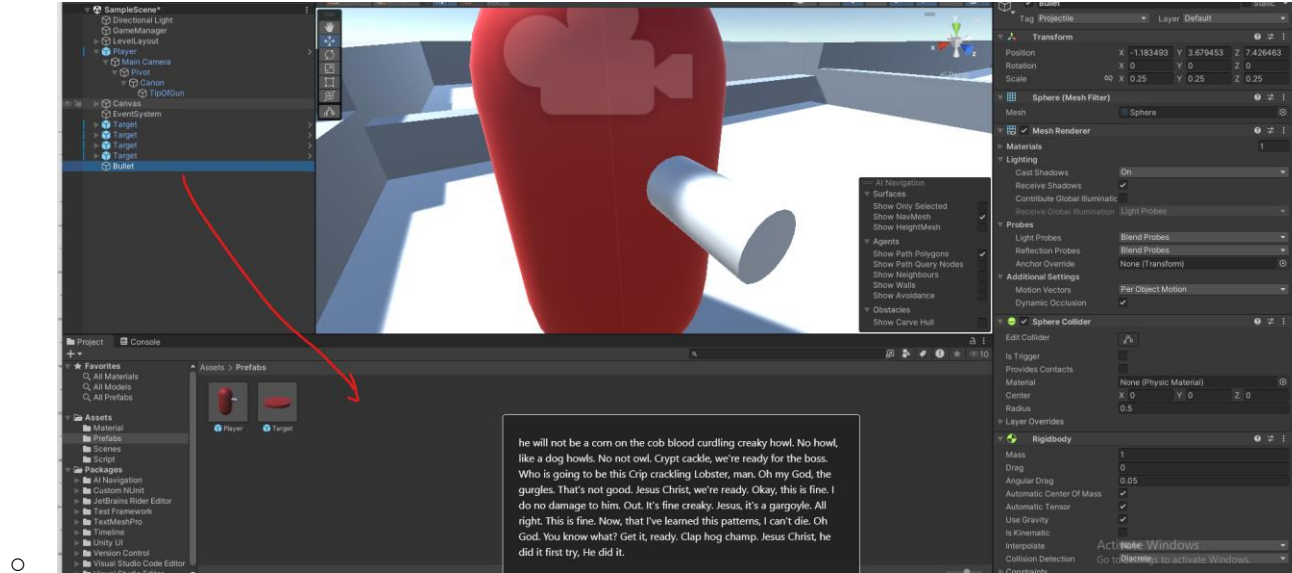 SampleScene*
Directional Light
GameManager
LevelLayout
Player
Main Camera
Pivot
Canon
TipOfGun
Canvas
EventSystem
Target
Target
Target
Target
Bullet
AI Navigation
Surfaces
Show Only Selected
Show NavMesh
Show HeightMesh
Agents
Show Path Polygons
Show Path Query Nodes
Show Neighbours
Show Walls
Show Avoidance
Obstacles
Show Carve Hull
Project Console
10
Favorites
All Materials
All Models
All Prefabs
Assets
Material
Prefabs
Scenes
Script
Packages
AI Navigation
Custom NUnit
JetBrains Rider Editor
Test Framework
TextMeshPro
Timeline
Unity UI
Version Control
Visual Studio Code Editor
Assets > Prefabs
Player Target
he will not be a corn on the cob blood curdling creaky howl. No howl,
like a dog howls. No not owl. Crypt cackle, we're ready for the boss.
Who is going to be this Crip crackling Lobster, man. Oh my God, the
gurgles. That's not good. Jesus Christ, we're ready. Okay, this is fine. I
do no damage to him. Out. It's fine creaky. Jesus, it's a gargoyle. All
right. This is fine. Now, that I've learned this patterns, I can't die. Oh
God. You know what? Get it, ready. Clap hog champ. Jesus Christ, he
did it first try, He did it.
Bullet Static
Tag Projectile Layer Default
Transform
Position X -1.183493 Y 3.679453 Z 7.426463
Rotation X 0 Y 0 Z 0
Scale X 0.25 Y 0.25 Z 0.25
Sphere (Mesh Filter)
Mesh Sphere
Mesh Renderer
Materials 1
Lighting
Cast Shadows On
Receive Shadows
Contribute Global Illuminatic
Receive Global Illumination Light Probes
Probes
Light Probes Blend Probes
Reflection Probes Blend Probes
Anchor Override None (Transform)
Additional Settings
Motion Vectors Per Object Motion
Dynamic Occlusion
Sphere Collider
Edit Collider
Is Trigger
Provides Contacts
Material None (Physic Material)
Center X 0 Y 0 Z 0
Radius 0.5
Layer Overrides
Rigidbody
Mass 1
Drag 0
Angular Drag 0.05
Automatic Center Of Mass
Automatic Tensor
Use Gravity
Is Kinematic
Interpolate None
Activate Windows
Collision Detection Discrete
Go to Settings to activate Windows.
Constraints